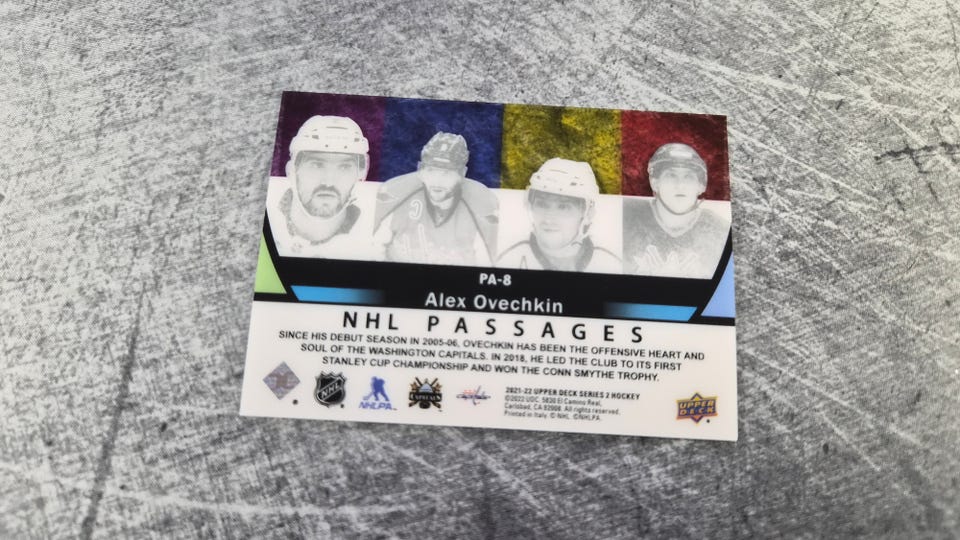 PA-8
Alex Ovechkin
NHL PASSAGES
SINCE HIS DEBUT SEASON IN 2005-06, OVECHKIN HAS BEEN THE OFFENSIVE HEART AND
SOUL OF THE WASHINGTON CAPITALS. IN 2018, HE LED THE CLUB TO ITS FIRST
STANLEY CUP CHAMPIONSHIP AND WON THE CONN SMYTHE TROPHY.
NHL
NHLPA
CAPITALS
2021-22 UPPER DECK SERIES 2 HOCKEY
©2022 UDC, 5830 El Camino Real,
Carlsbad, CA 92008. All rights reserved.
Printed in Italy © NHL ©NHLPA
UPPER
DECK